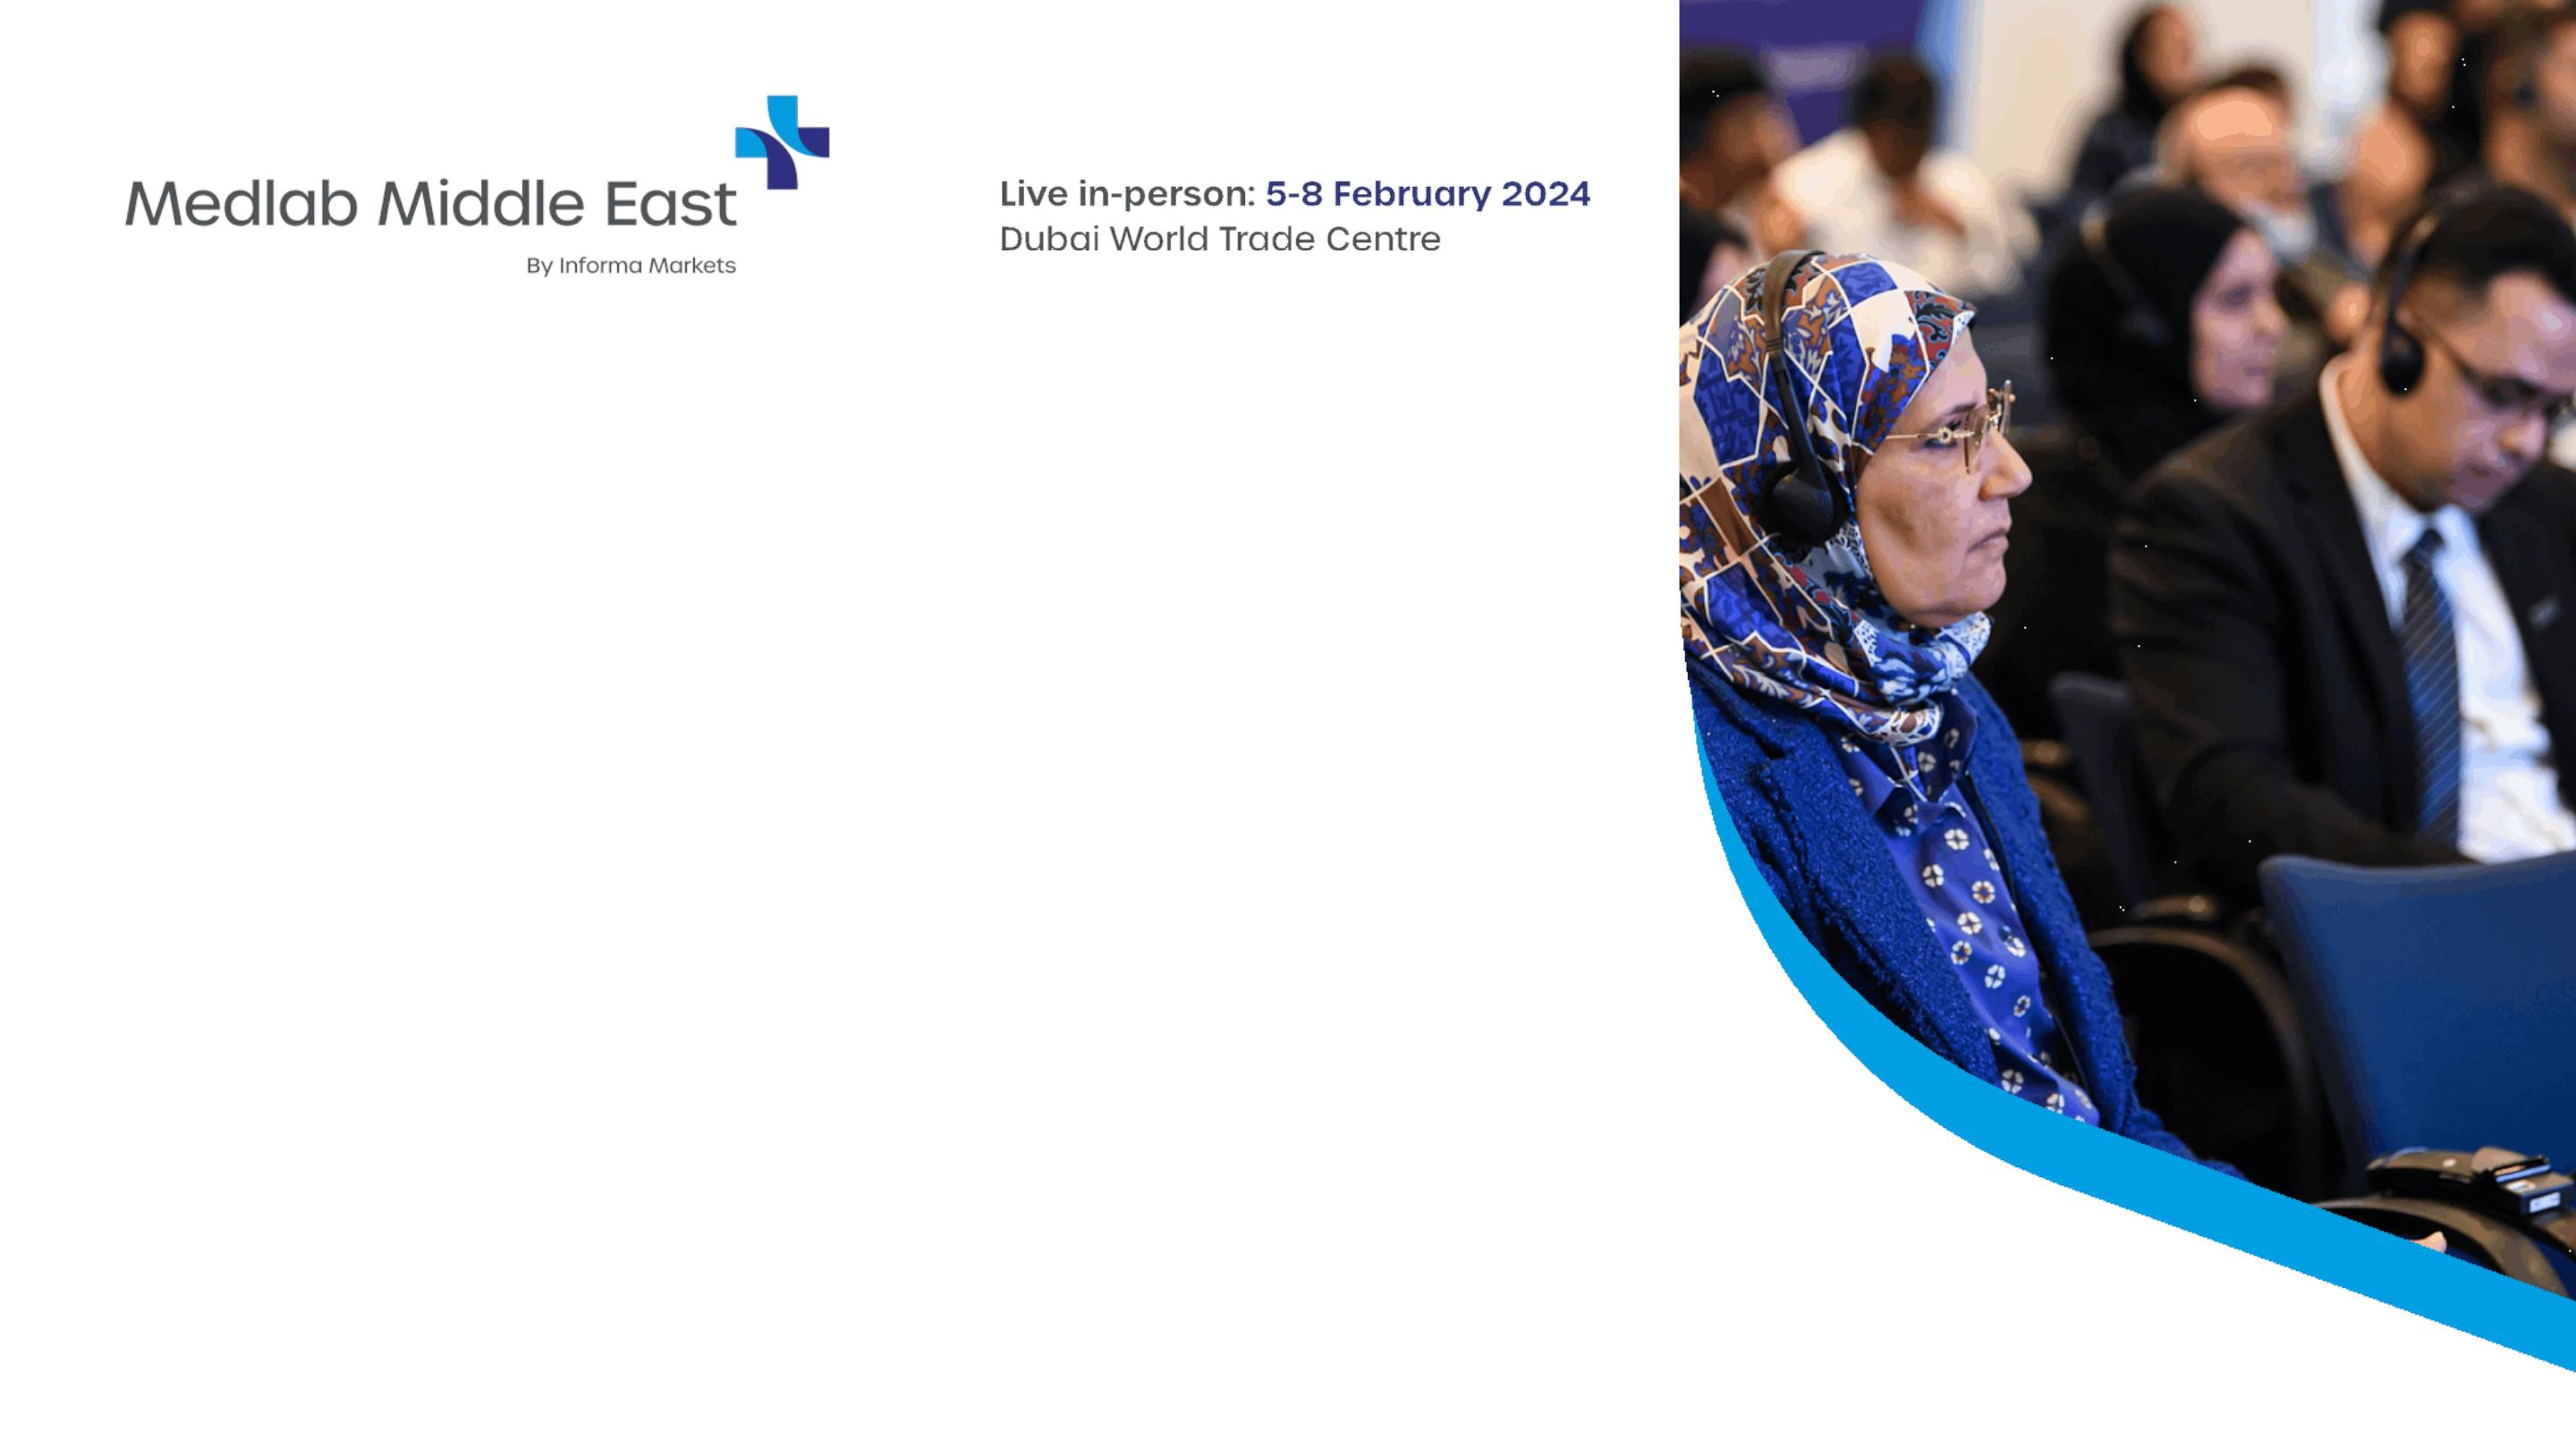 Medlab Middle East
By Informa Markets
Live in-person: 5-8 February 2024
Dubai World Trade Centre